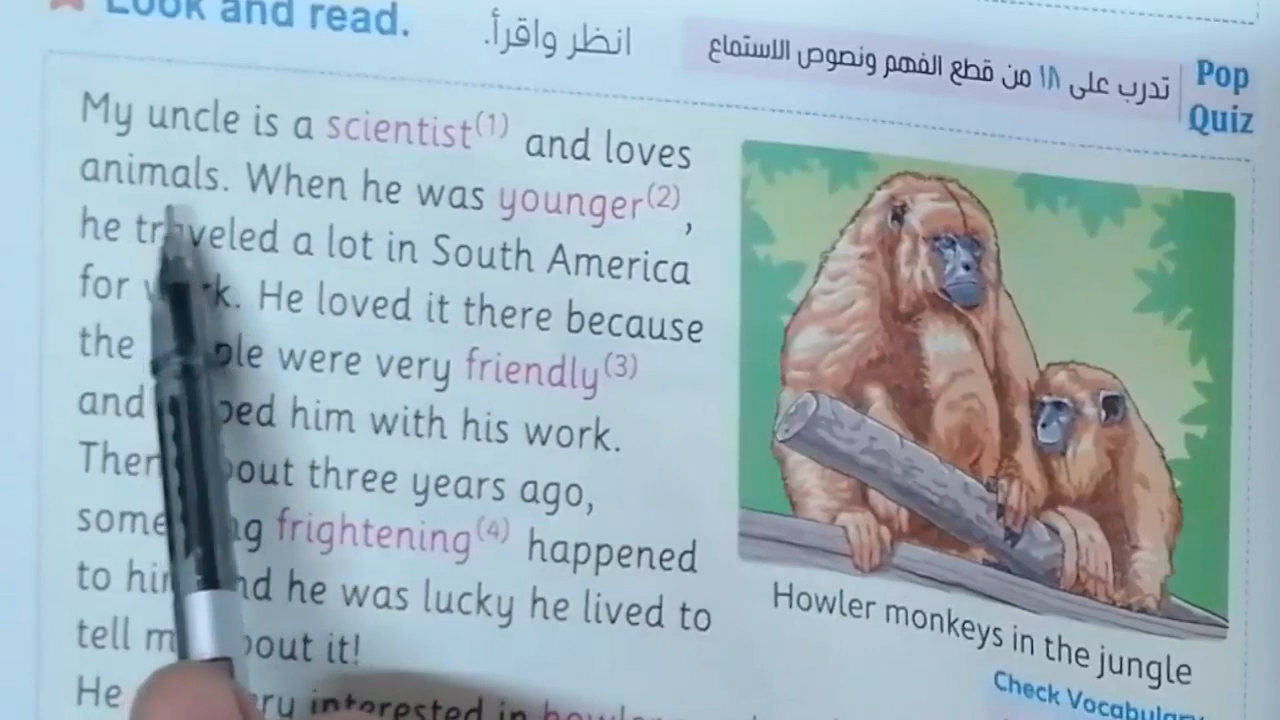 Look and read.
انظر واقرأ.
تدرب على ١٨ من قطع الفهم ونصوص الاستماع
Pop
Quiz
My uncle is a scientist(1) and loves
animals. When he was younger(2),
he traveled a lot in South America
for work. He loved it there because
the people were very friendly(3)
and helped him with his work.
Then about three years ago,
something frightening(4) happened
to him and he was lucky he lived to
tell me about it!
He very interested in howler
Howler monkeys in the jungle
Check Vocabulary